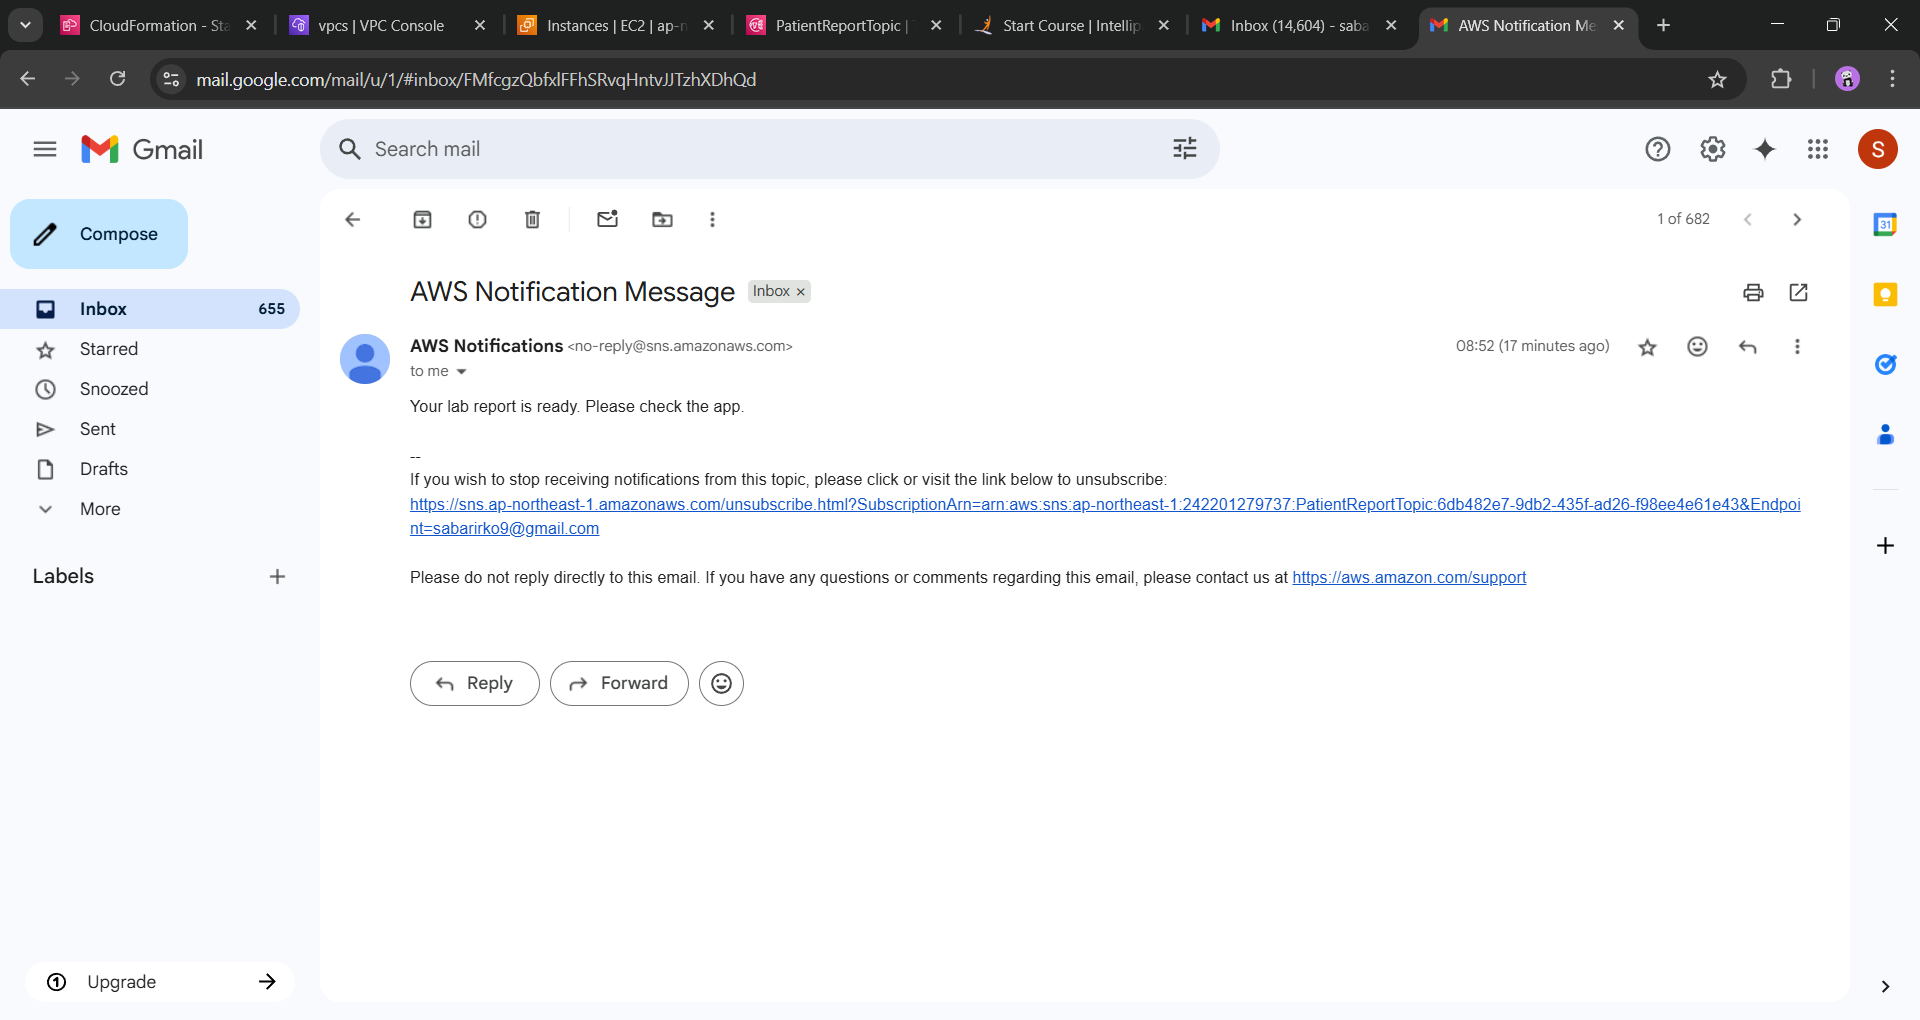 CloudFormation - Sta
vpcs | VPC Console
Instances | EC2 | ap-n
PatientReportTopic |
Start Course | Intellip
Inbox (14,604) - saba
AWS Notification Me
mail.google.com/mail/u/1/#inbox/FMfcgzQbfxlFFhSRvqHntvJJTzhXDhQd
Gmail
Search mail
S
Compose
1 of 682
31
AWS Notification Message
Inbox ×
Inbox 655
AWS Notifications <no-reply@sns.amazonaws.com>
08:52 (17 minutes ago)
to me
Starred
Snoozed
Sent
Drafts
More
Labels
Your lab report is ready. Please check the app.
--
If you wish to stop receiving notifications from this topic, please click or visit the link below to unsubscribe:
https://sns.ap-northeast-1.amazonaws.com/unsubscribe.html?SubscriptionArn=arn:aws:sns:ap-northeast-1:242201279737:PatientReportTopic:6db482e7-9db2-435f-ad26-f98ee4e61e43&Endpoi
nt=sabarirko9@gmail.com
Please do not reply directly to this email. If you have any questions or comments regarding this email, please contact us at https://aws.amazon.com/support
Reply
Forward
Upgrade